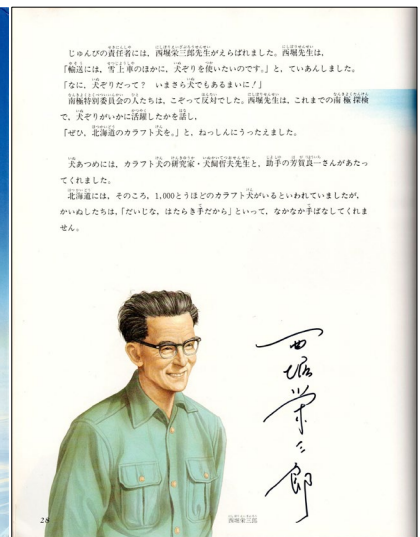 じゅんびの責任者には，西堀栄三郎先生がえらばれました。西堀先生は，
「輸送には，雪上車のほかに，犬ぞりを使いたいのです。」と，ていあんしました。
「なに，犬ぞりだって？　いまさら犬でもあるまいに！」
南極特別委員会の人たちは，こぞって反対でした。西堀先生は，これまでの南極探検
で，犬ぞりがいかに活躍したかを話し，
「ぜひ，北海道のカラフト犬を。」と，ねっしんにうったえました。
犬あつめには，カラフト犬の研究家・犬飼哲夫先生と，助手の芳賀良一さんがあたっ
てくれました。
北海道には，そのころ，1,000とうほどのカラフト犬がいるといわれていましたが，
かいぬしたちは，「だいじな，はたらき手だから」といって，なかなか手ばなしてくれま
せん。
西堀栄三郎
28
西堀栄三郎